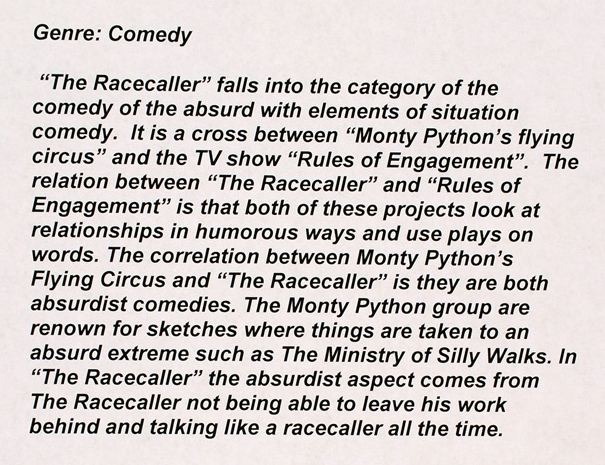 Genre: Comedy
“The Racecaller” falls into the category of the
comedy of the absurd with elements of situation
comedy.  It is a cross between “Monty Python’s flying
circus” and the TV show “Rules of Engagement”.  The
relation between “The Racecaller” and “Rules of
Engagement” is that both of these projects look at
relationships in humorous ways and use plays on
words. The correlation between Monty Python’s
Flying Circus and “The Racecaller” is they are both
absurdist comedies. The Monty Python group are
renown for sketches where things are taken to an
absurd extreme such as The Ministry of Silly Walks. In
“The Racecaller” the absurdist aspect comes from
The Racecaller not being able to leave his work
behind and talking like a racecaller all the time.